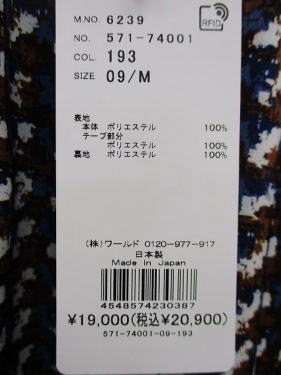 M.NO. 6239
RFID
NO. 571-74001
COL. 193
SIZE 09/M
表地
本体 ポリエステル 100%
テープ部分
ポリエステル 100%
裏地 ポリエステル 100%
(株)ワールド 0120-977-917
日本製
Made in Japan
4548574230387
¥19,000(税込¥20,900)
571-74001-09-193